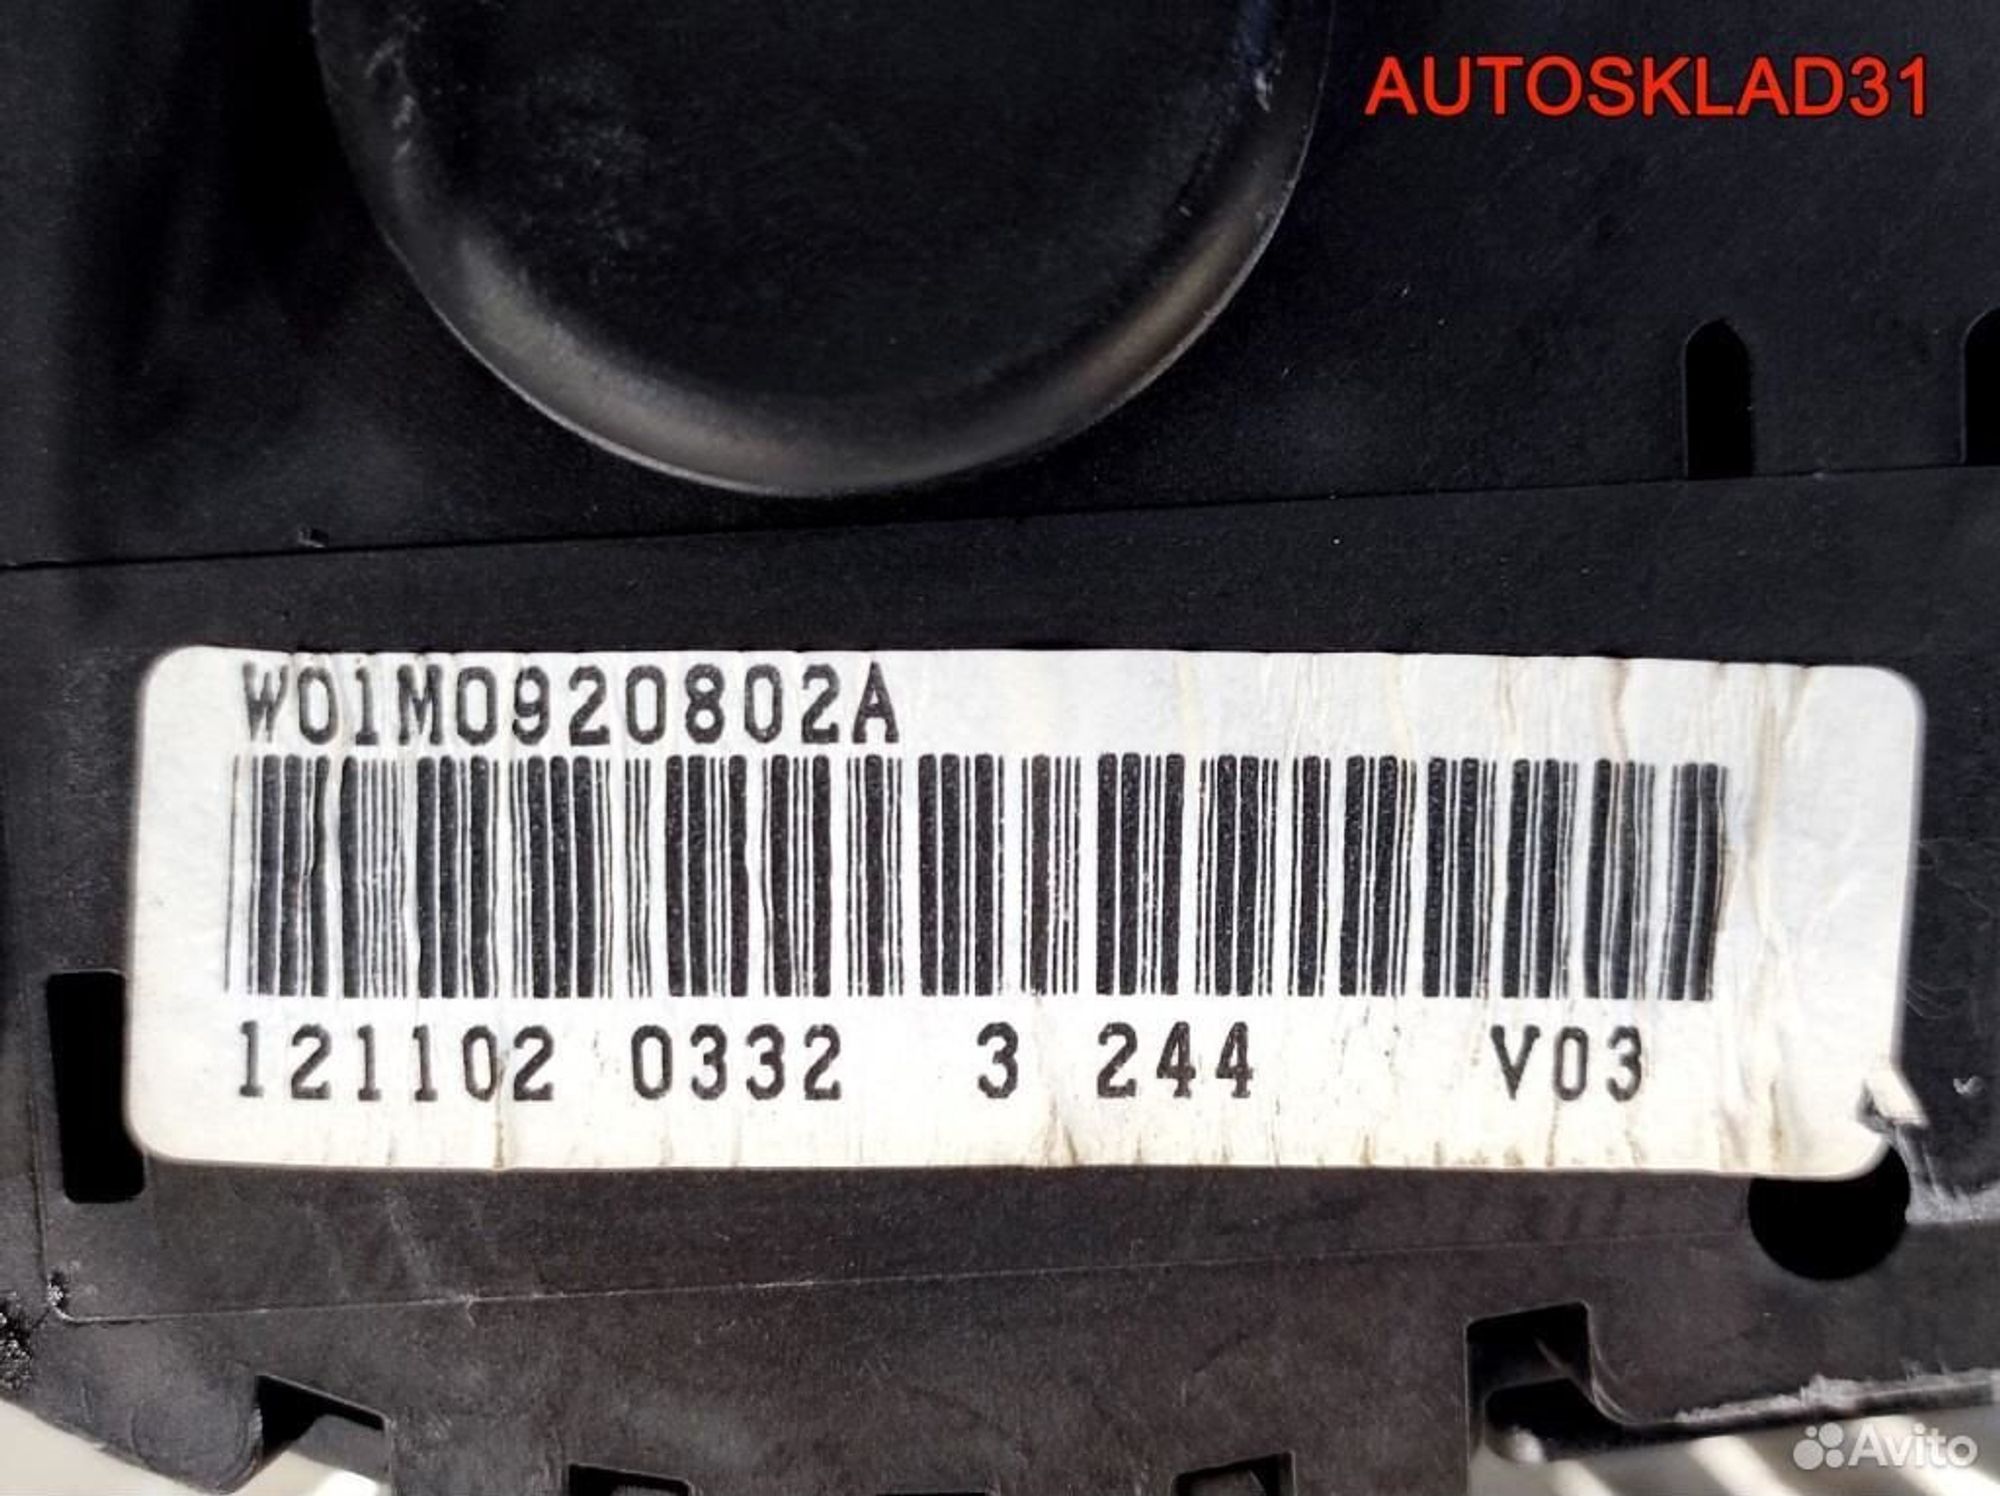 AUTOSKLAD31
W01M0920802A
121102 0332 3 244 V03
Avito